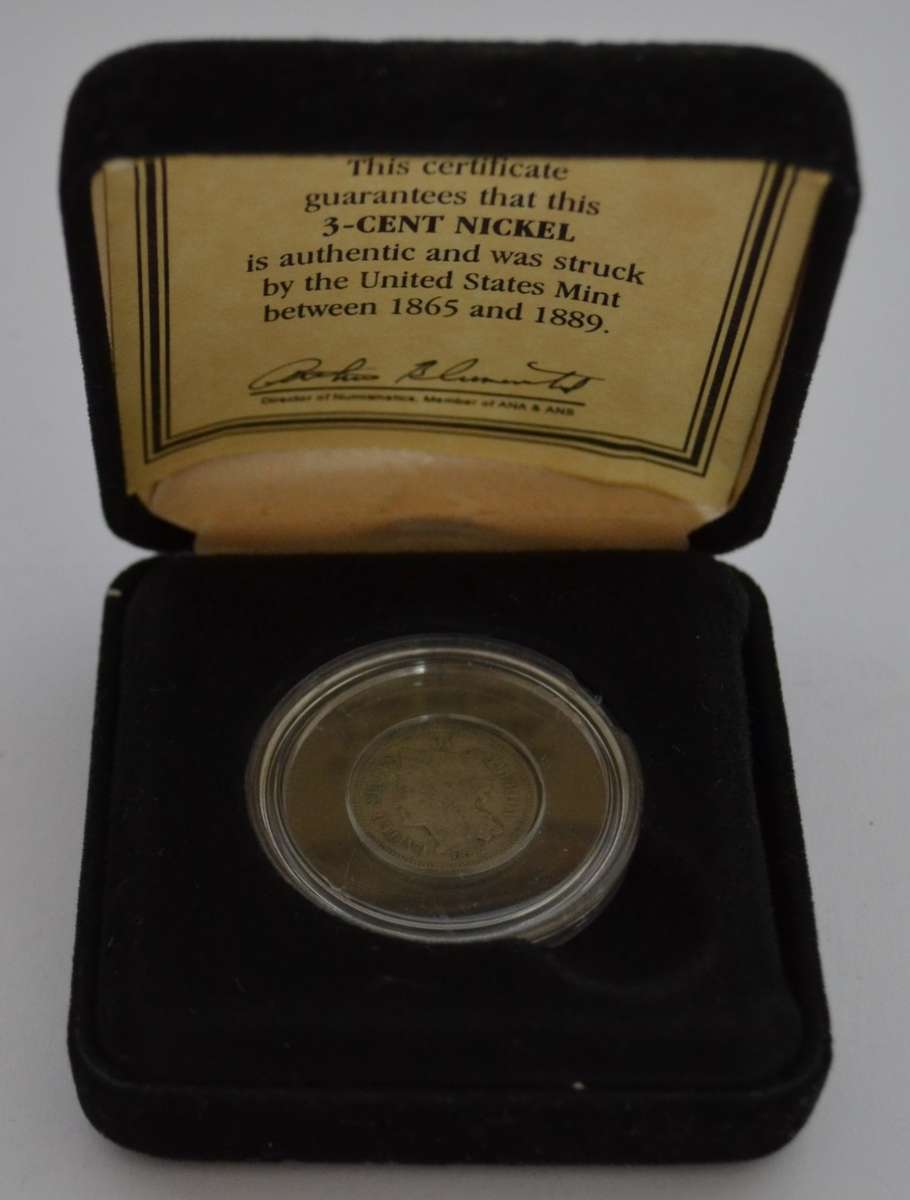 This certificate
guarantees that this
3-CENT NICKEL
is authentic and was struck
by the United States Mint
between 1865 and 1889.
Director of Numismatics, Member of ANA & ANS